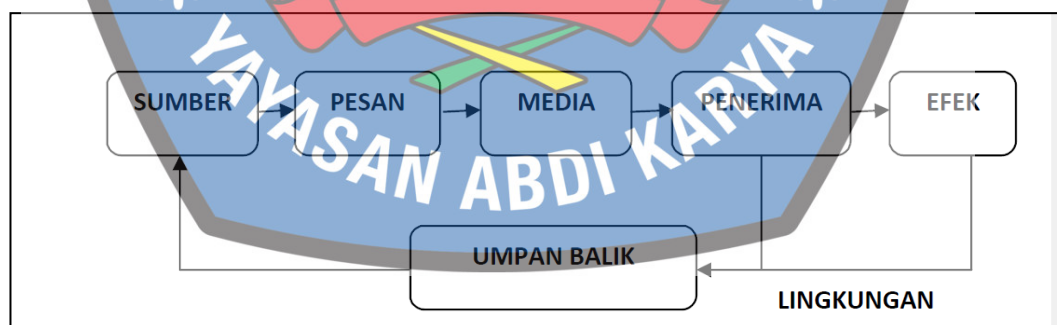 SUMBER PESAN MEDIA PENERIMA EFEK
YAYASAN ABDI KARYA
UMPAN BALIK
LINGKUNGAN